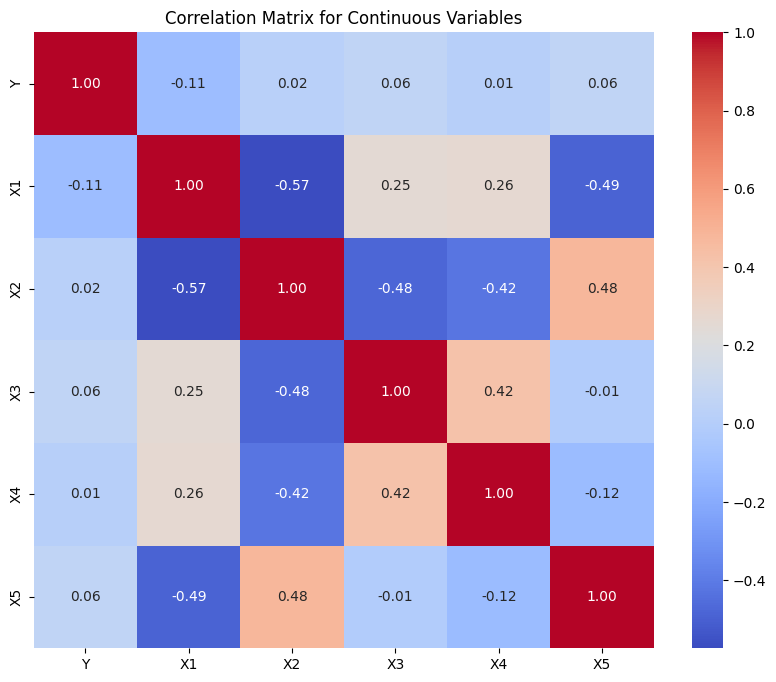 Correlation Matrix for Continuous Variables
Y 1.00 -0.11 0.02 0.06 0.01 0.06
X1 -0.11 1.00 -0.57 0.25 0.26 -0.49
X2 0.02 -0.57 1.00 -0.48 -0.42 0.48
X3 0.06 0.25 -0.48 1.00 0.42 -0.01
X4 0.01 0.26 -0.42 0.42 1.00 -0.12
X5 0.06 -0.49 0.48 -0.01 -0.12 1.00
Y X1 X2 X3 X4 X5
1.0
0.8
0.6
0.4
0.2
0.0
−0.2
−0.4